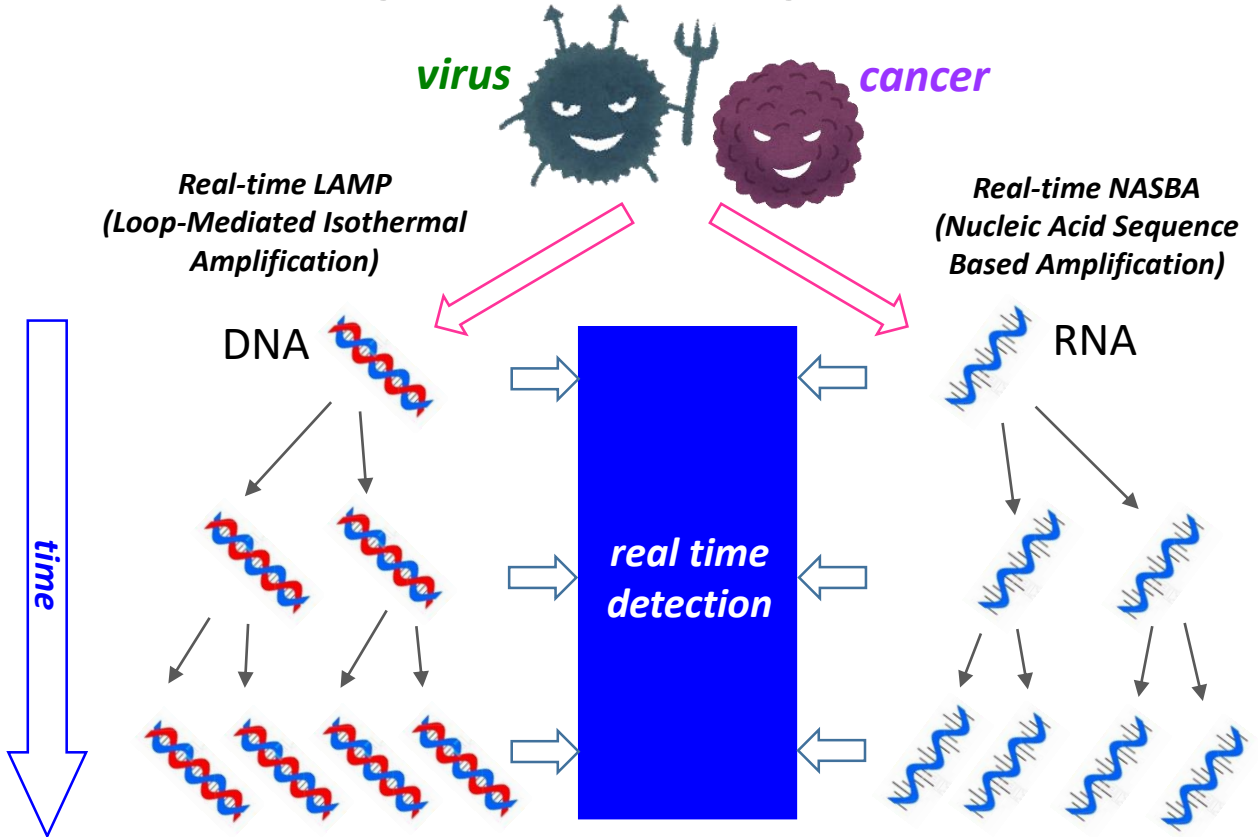 virus
cancer
Real-time LAMP
(Loop-Mediated Isothermal
Amplification)
Real-time NASBA
(Nucleic Acid Sequence
Based Amplification)
DNA
RNA
time
real time
detection